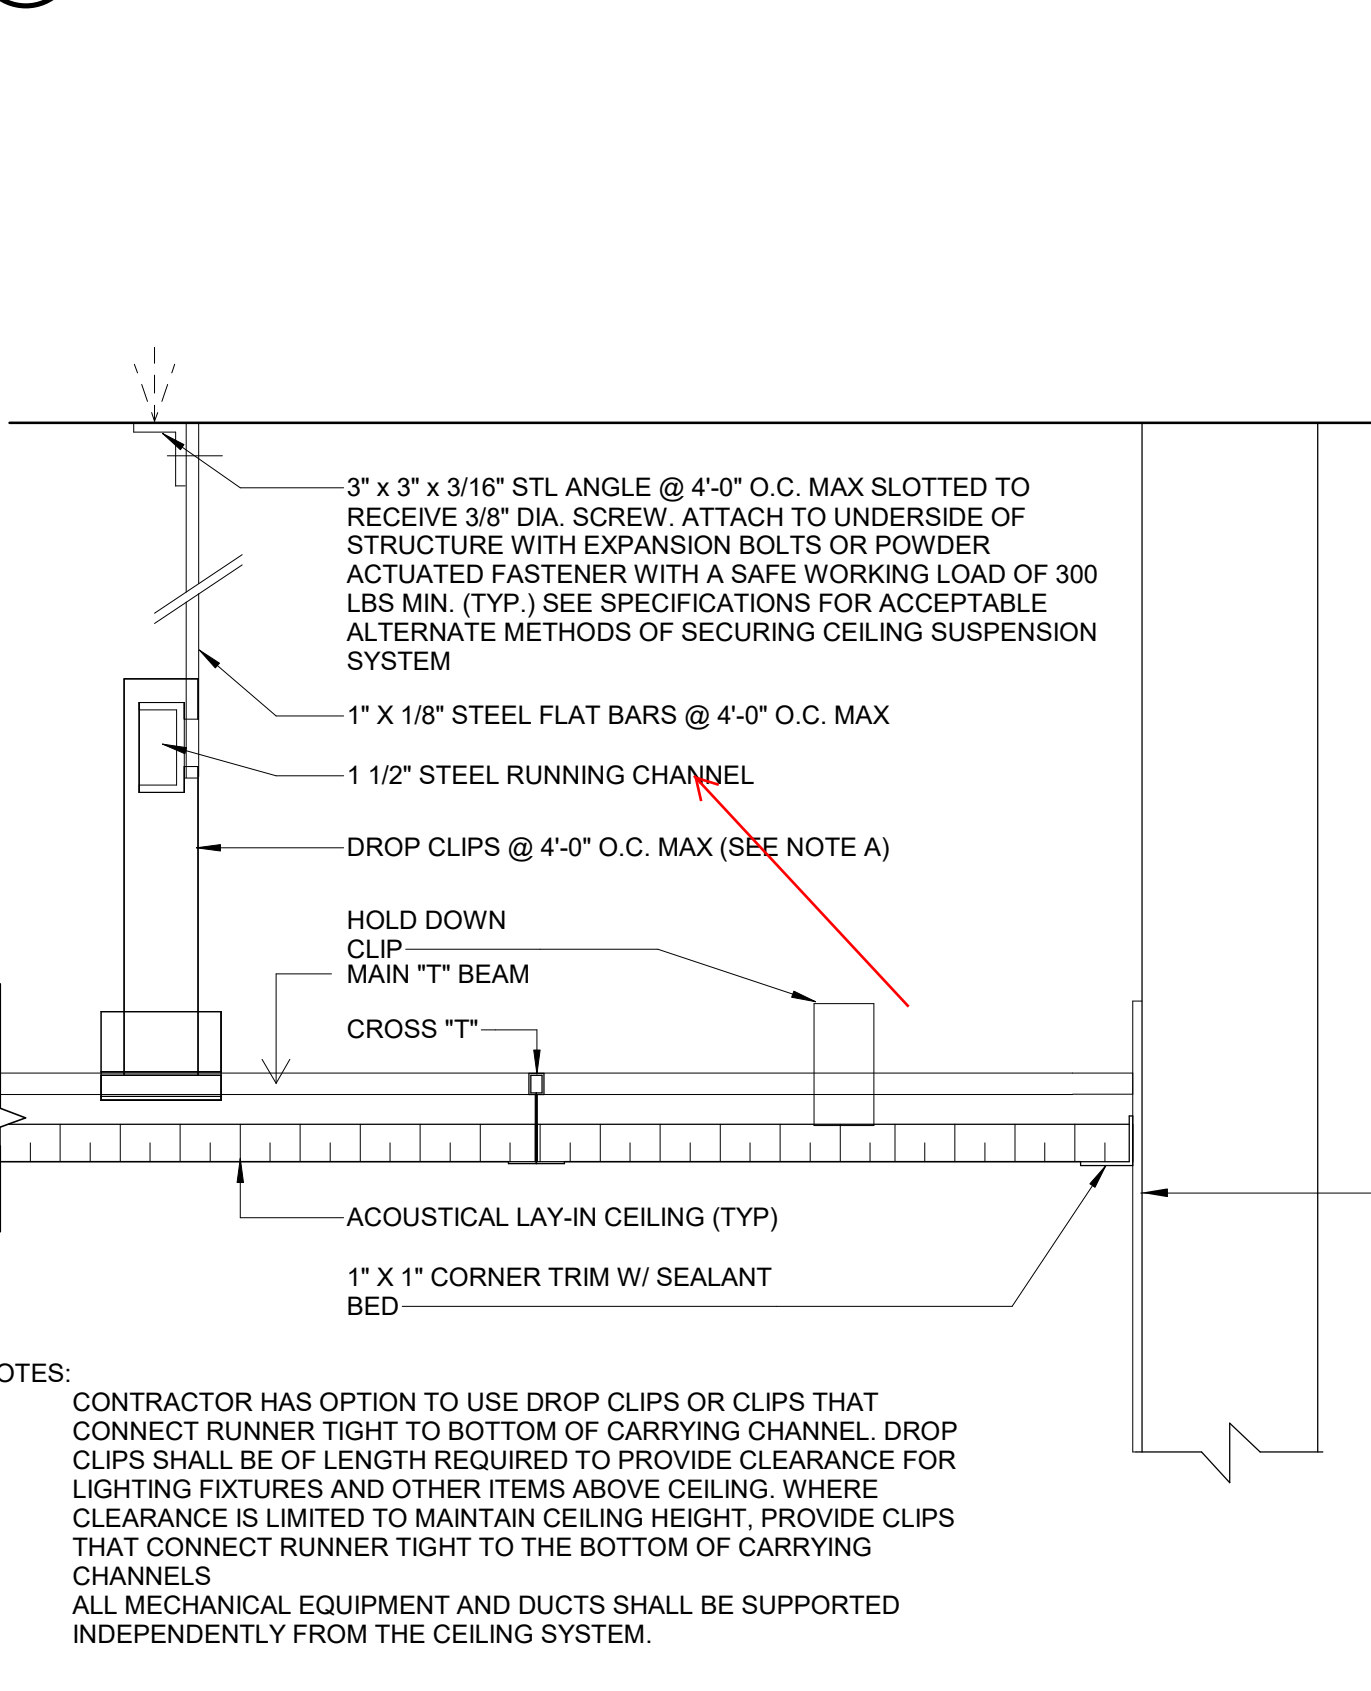 3" x 3" x 3/16" STL ANGLE @ 4'-0" O.C. MAX SLOTTED TO
RECEIVE 3/8" DIA. SCREW. ATTACH TO UNDERSIDE OF
STRUCTURE WITH EXPANSION BOLTS OR POWDER
ACTUATED FASTENER WITH A SAFE WORKING LOAD OF 300
LBS MIN. (TYP.) SEE SPECIFICATIONS FOR ACCEPTABLE
ALTERNATE METHODS OF SECURING CEILING SUSPENSION
SYSTEM
1" X 1/8" STEEL FLAT BARS @ 4'-0" O.C. MAX
1 1/2" STEEL RUNNING CHANNEL
DROP CLIPS @ 4'-0" O.C. MAX (SEE NOTE A)
HOLD DOWN
CLIP
MAIN "T" BEAM
CROSS "T"
ACOUSTICAL LAY-IN CEILING (TYP)
1" X 1" CORNER TRIM W/ SEALANT
BED
OTES:
CONTRACTOR HAS OPTION TO USE DROP CLIPS OR CLIPS THAT
CONNECT RUNNER TIGHT TO BOTTOM OF CARRYING CHANNEL. DROP
CLIPS SHALL BE OF LENGTH REQUIRED TO PROVIDE CLEARANCE FOR
LIGHTING FIXTURES AND OTHER ITEMS ABOVE CEILING. WHERE
CLEARANCE IS LIMITED TO MAINTAIN CEILING HEIGHT, PROVIDE CLIPS
THAT CONNECT RUNNER TIGHT TO THE BOTTOM OF CARRYING
CHANNELS
ALL MECHANICAL EQUIPMENT AND DUCTS SHALL BE SUPPORTED
INDEPENDENTLY FROM THE CEILING SYSTEM.